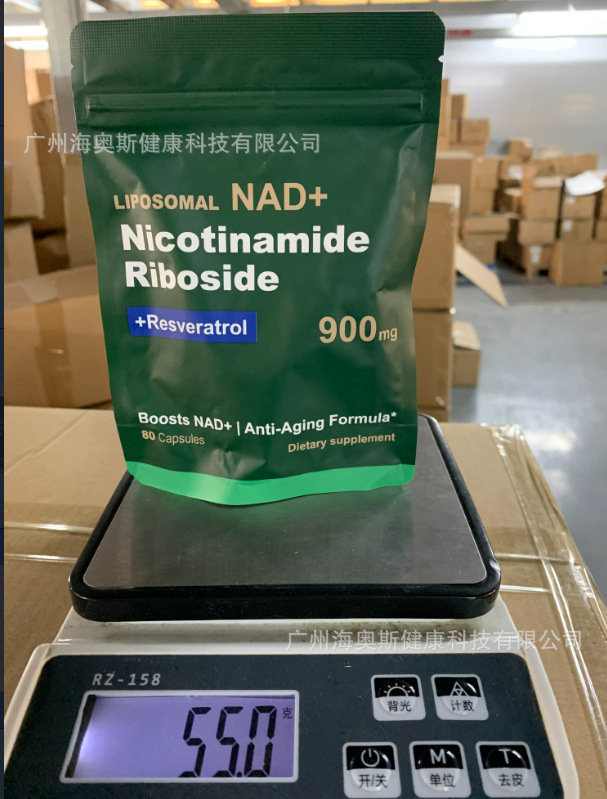 广州海奥斯健康科技有限公司
LIPOSOMAL NAD+
Nicotinamide
Riboside
+Resveratrol
900mg
Boosts NAD+ | Anti-Aging Formula*
80 Capsules
Dietary supplement
广州海奥斯健康科技有限公司
RZ-158
55.0 克
背光
计数
开/关
M
单位
T
去皮